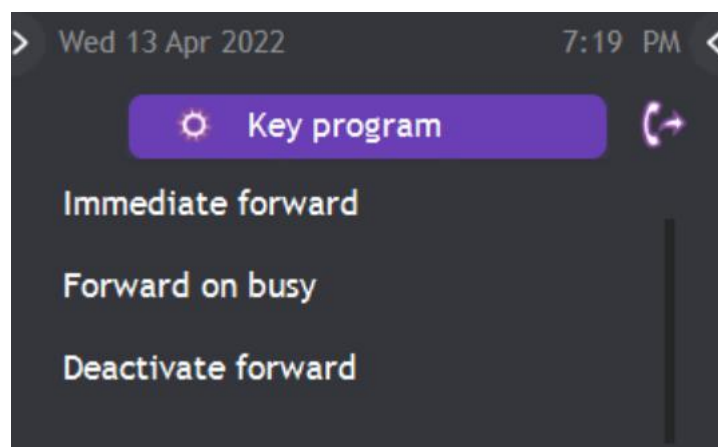 Wed 13 Apr 2022 7:19 PM
Key program
Immediate forward
Forward on busy
Deactivate forward